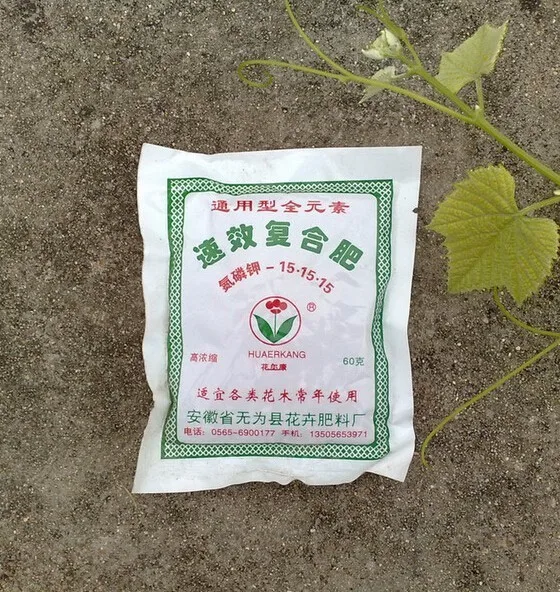 通用型全元素
速效复合肥
氮磷钾-15·15·15
®
HUAERKANG
花尔康
高浓缩 60克
适宜各类花木常年使用
安徽省无为县花卉肥料厂
电话: 0565-6900177 手机: 13505653971